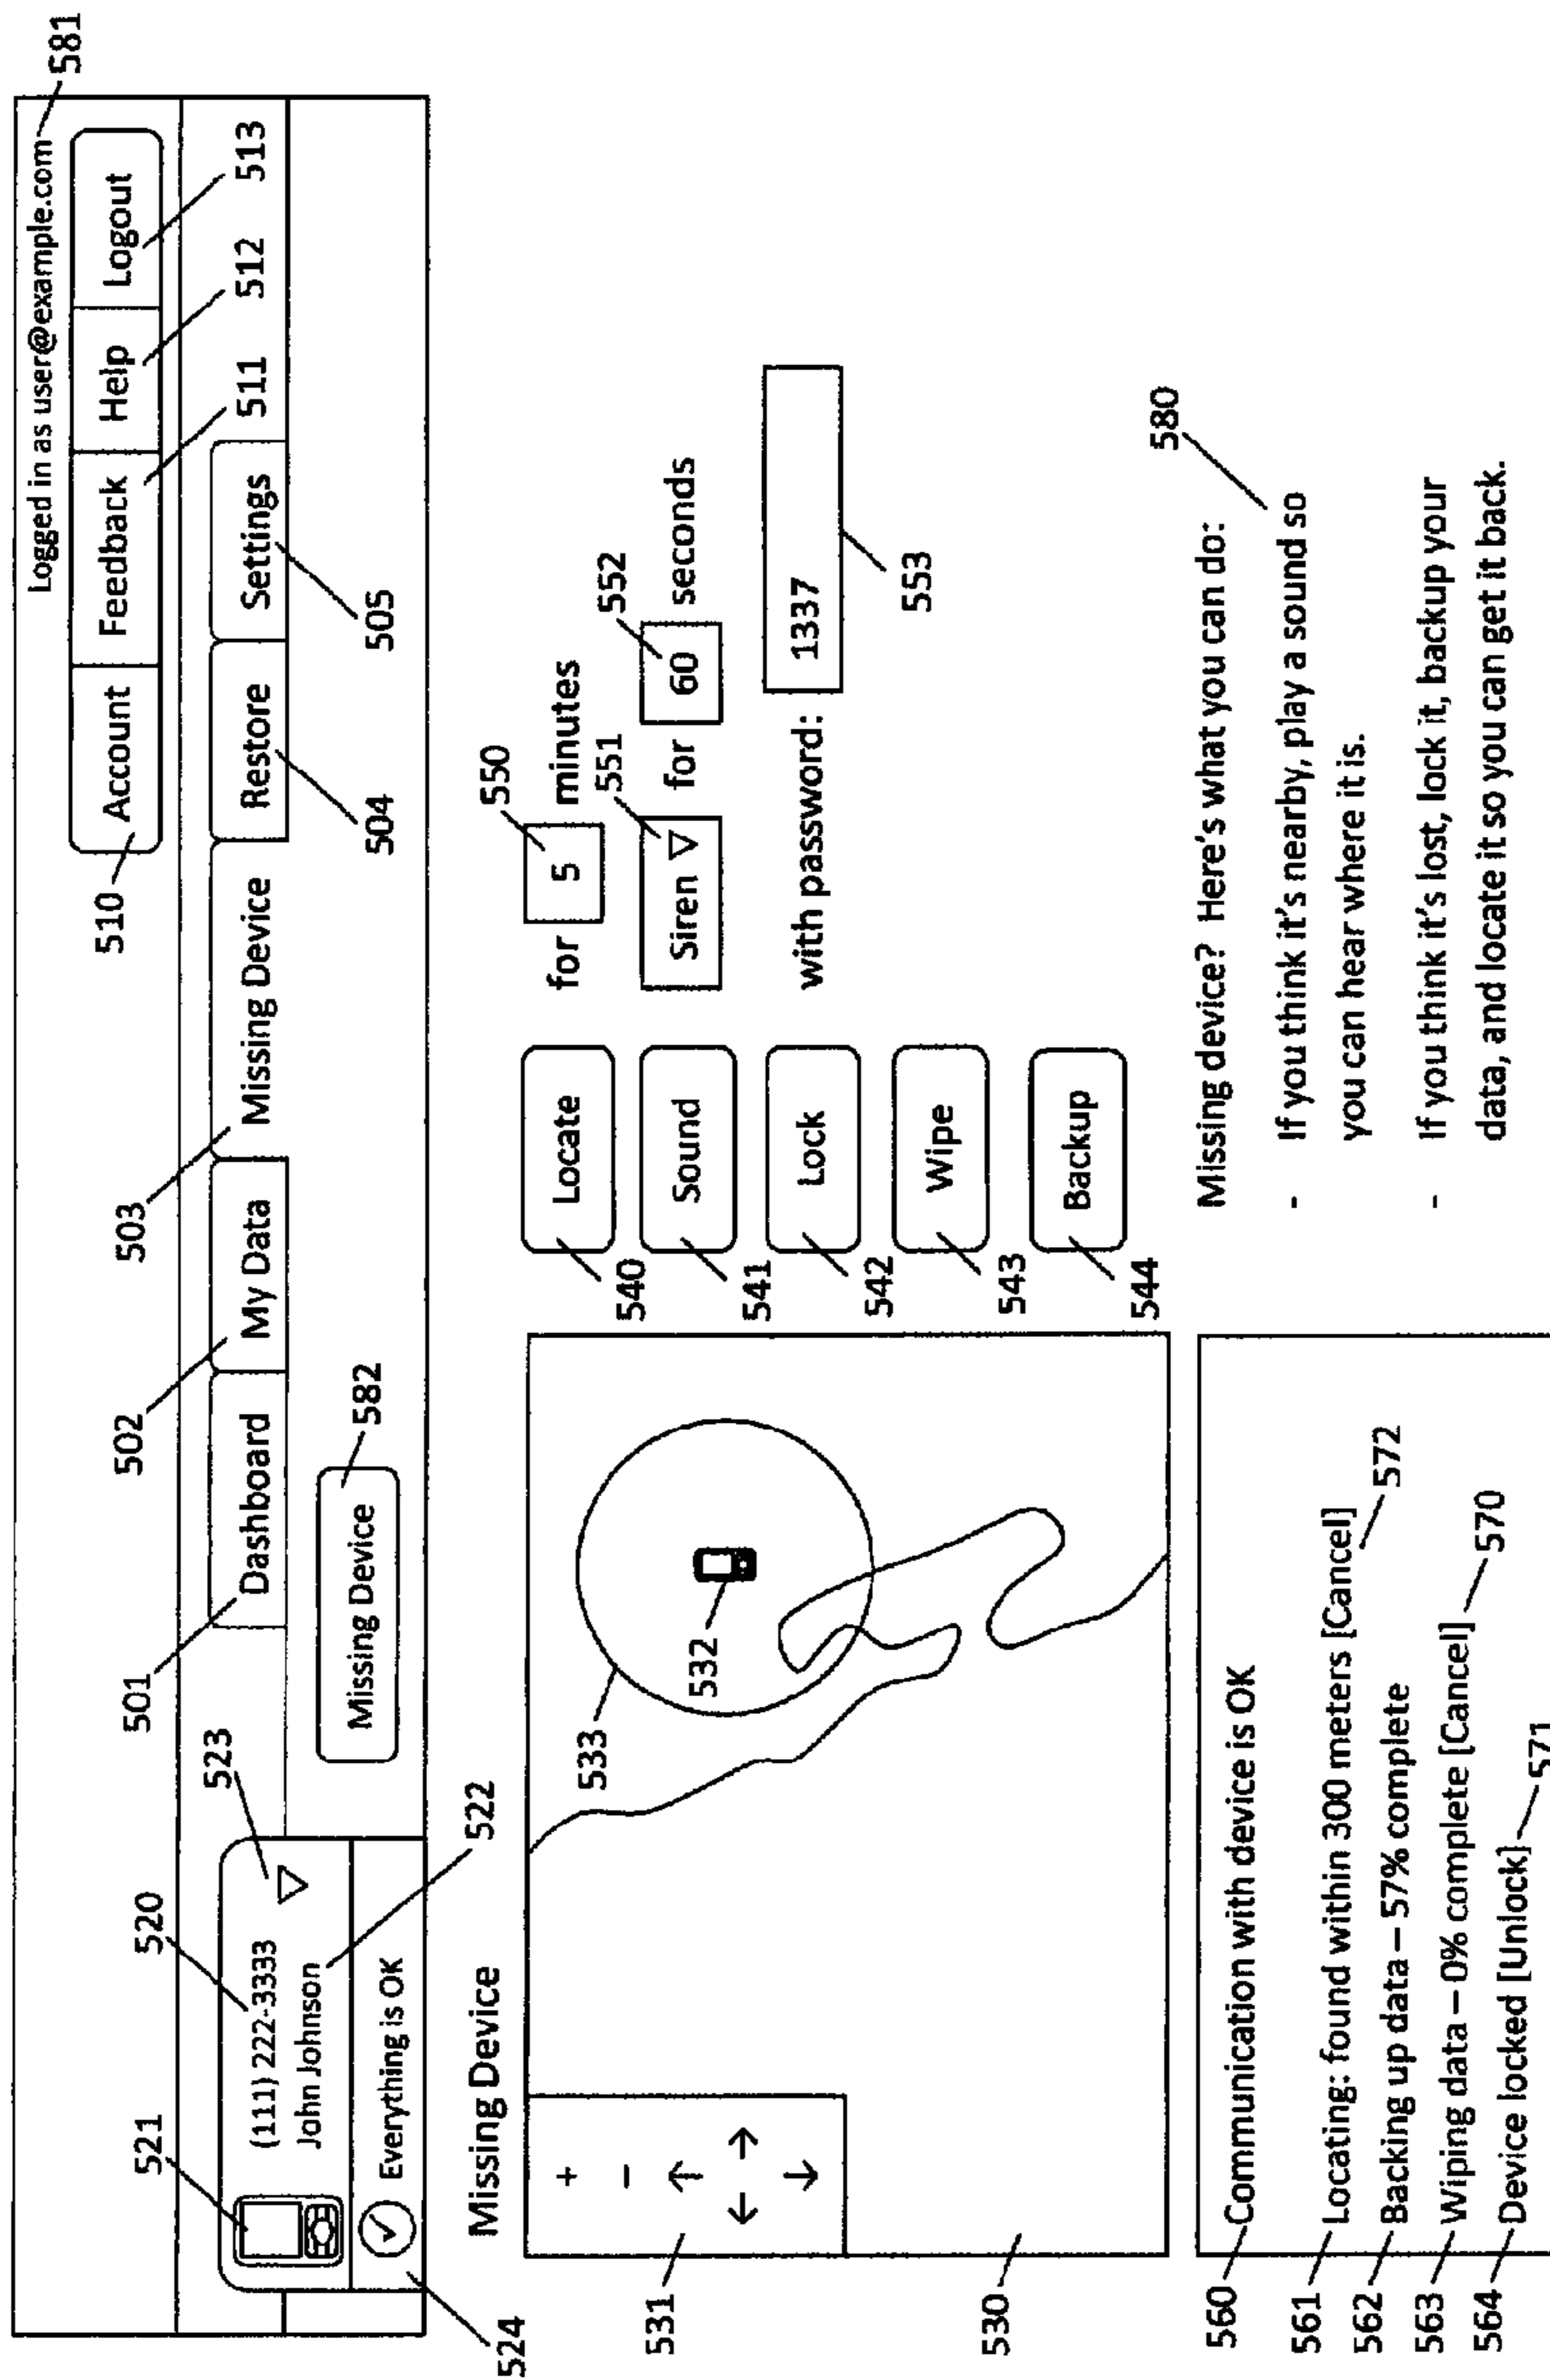 Logged in as user@example.com 581
Account Feedback Help Logout
510 511 512 513
521 520 523 501 502 503
(111) 222-3333
John Johnson
Dashboard My Data Missing Device Restore Settings
504 505
Everything is OK
Missing Device 582
524 522
Missing Device
531
+
−
↑
← →
↓
530
533
532
540 Locate for 5 minutes 550
541 Sound Siren ▽ for 60 seconds 551 552
542 Lock with password: 1337 553
543 Wipe
544 Backup
560 Communication with device is OK
561 Locating: found within 300 meters [Cancel] 572
562 Backing up data – 57% complete
563 Wiping data – 0% complete [Cancel] 570
564 Device locked [Unlock] 571
Missing device? Here's what you can do:
- If you think it's nearby, play a sound so 580
you can hear where it is.
- If you think it's lost, lock it, backup your
data, and locate it so you can get it back.